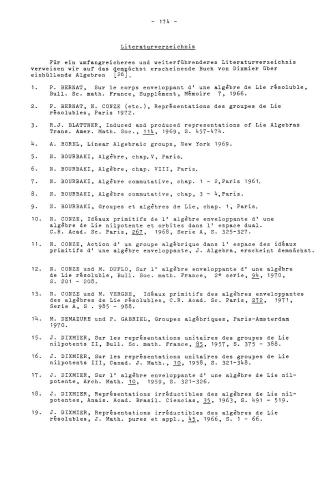 - 174 -
Literaturverzeichnis
Für ein umfangreicheren und weiterführenderes Literaturverzeichnis
verweisen wir auf das demnächst erscheinende Buch von Dixmier über
einhüllende Algebren [26].
1. P. BERNAT, Sur le corps enveloppant d' une algèbre de Lie résoluble,
Bull. Soc. math. France, Supplément, Mémoire 7, 1966.
2. P. BERNAT, N. CONZE (etc.), Représentations des groupes de Lie
résolubles, Paris 1972.
3. R.J. BLATTNER, Induced and produced representations of Lie Algebras
Trans. Amer. Math. Soc., 114, 1969, S. 457-474.
4. A. BOREL, Linear Algebraic groups, New York 1969.
5. N. BOURBAKI, Algèbre, chap. V, Paris.
6. N. BOURBAKI, Algèbre, chap. VIII, Paris.
7. N. BOURBAKI, Algèbre commutative, chap. 1 - 2, Paris 1961.
8. N. BOURBAKI, Algèbre commutative, chap. 3 - 4, Paris.
9. N. BOURBAKI, Groupes et algèbres de Lie, chap. 1, Paris.
10. N. CONZE, Idéaux primitifs de l' algèbre enveloppante d' une
algèbre de Lie nilpotente et orbites dans l' espace dual.
C.R. Acad. Sc. Paris, 267, 1968, Serie A, S. 325-327.
11. N. CONZE, Action d' un groupe algébrique dans l' espace des idéaux
primitifs d' une algèbre enveloppante, J. Algebra, erscheint demnächst.
12. N. CONZE und M. DUFLO, Sur l' algèbre enveloppante d' une algèbre
de Lie résoluble, Bull. Soc. math. France, 2e serie, 94, 1970,
S. 201 - 208.
13. N. CONZE und M. VERGNE, Idéaux primitifs des algèbres enveloppantes
des algèbres de Lie résolubles, C.R. Acad. Sc. Paris, 272, 1971,
Serie A, S. 985 - 988.
14. M. DEMAZURE und P. GABRIEL, Groupes algébriques, Paris-Amsterdam
1970.
15. J. DIXMIER, Sur les représentations unitaires des groupes de Lie
nilpotents II, Bull. Sc. math. France, 85, 1957, S. 325 - 388.
16. J. DIXMIER, Sur les représentations unitaires des groupes de Lie
nilpotents III, Canad. J. Math., 10, 1958, S. 321-348.
17. J. DIXMIER, Sur l' algèbre enveloppante d' une algèbre de Lie nil-
potente, Arch. Math. 10, 1959, S. 321-326.
18. J. DIXMIER, Représentations irréductibles des algèbres de Lie nil-
potentes, Anais. Acad. Brasil. Ciencias, 35, 1963, S. 491 - 519.
19. J. DIXMIER, Représentations irréductibles des algèbres de Lie
résolubles, J. Math. pures et appl., 45, 1966, S. 1 - 66.